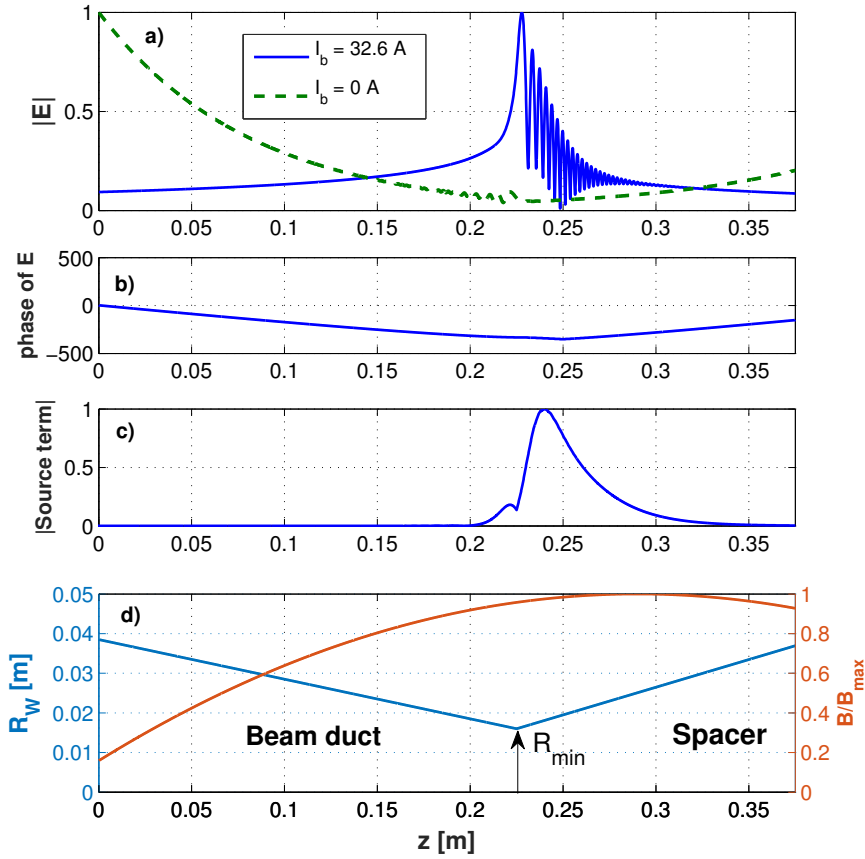 a)
I_b = 32.6 A
I_b = 0 A
|E|
1
0.5
0
0 0.05 0.1 0.15 0.2 0.25 0.3 0.35
b)
phase of E
500
0
−500
0 0.05 0.1 0.15 0.2 0.25 0.3 0.35
c)
|Source term|
1
0.5
0
0 0.05 0.1 0.15 0.2 0.25 0.3 0.35
d)
R_W [m]
0.05
0.04
0.03
0.02
0.01
0
Beam duct
R_min
Spacer
1
0.8
0.6
0.4
0.2
0
B/B_max
0 0.05 0.1 0.15 0.2 0.25 0.3 0.35
z [m]